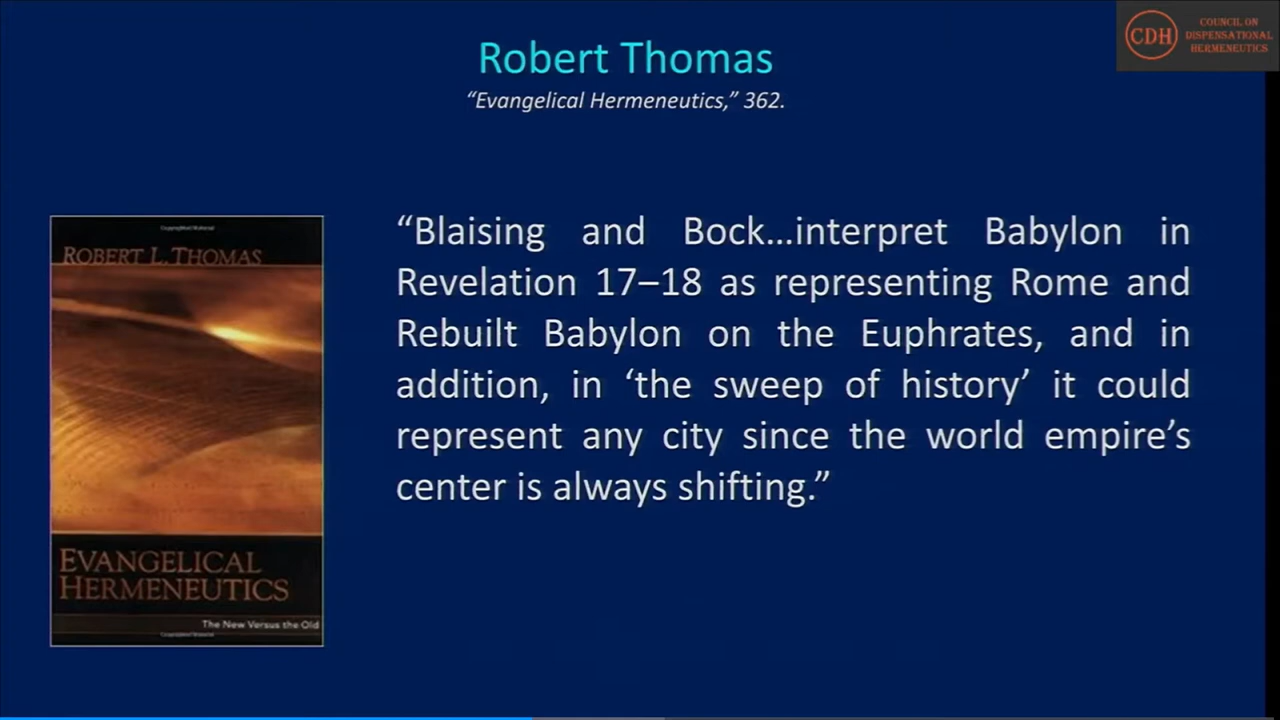 Robert Thomas
“Evangelical Hermeneutics,” 362.
CDH
COUNCIL ON
DISPENSATIONAL
HERMENEUTICS
ROBERT L. THOMAS
EVANGELICAL
HERMENEUTICS
The New Versus the Old
“Blaising and Bock…interpret Babylon in
Revelation 17–18 as representing Rome and
Rebuilt Babylon on the Euphrates, and in
addition, in ‘the sweep of history’ it could
represent any city since the world empire’s
center is always shifting.”